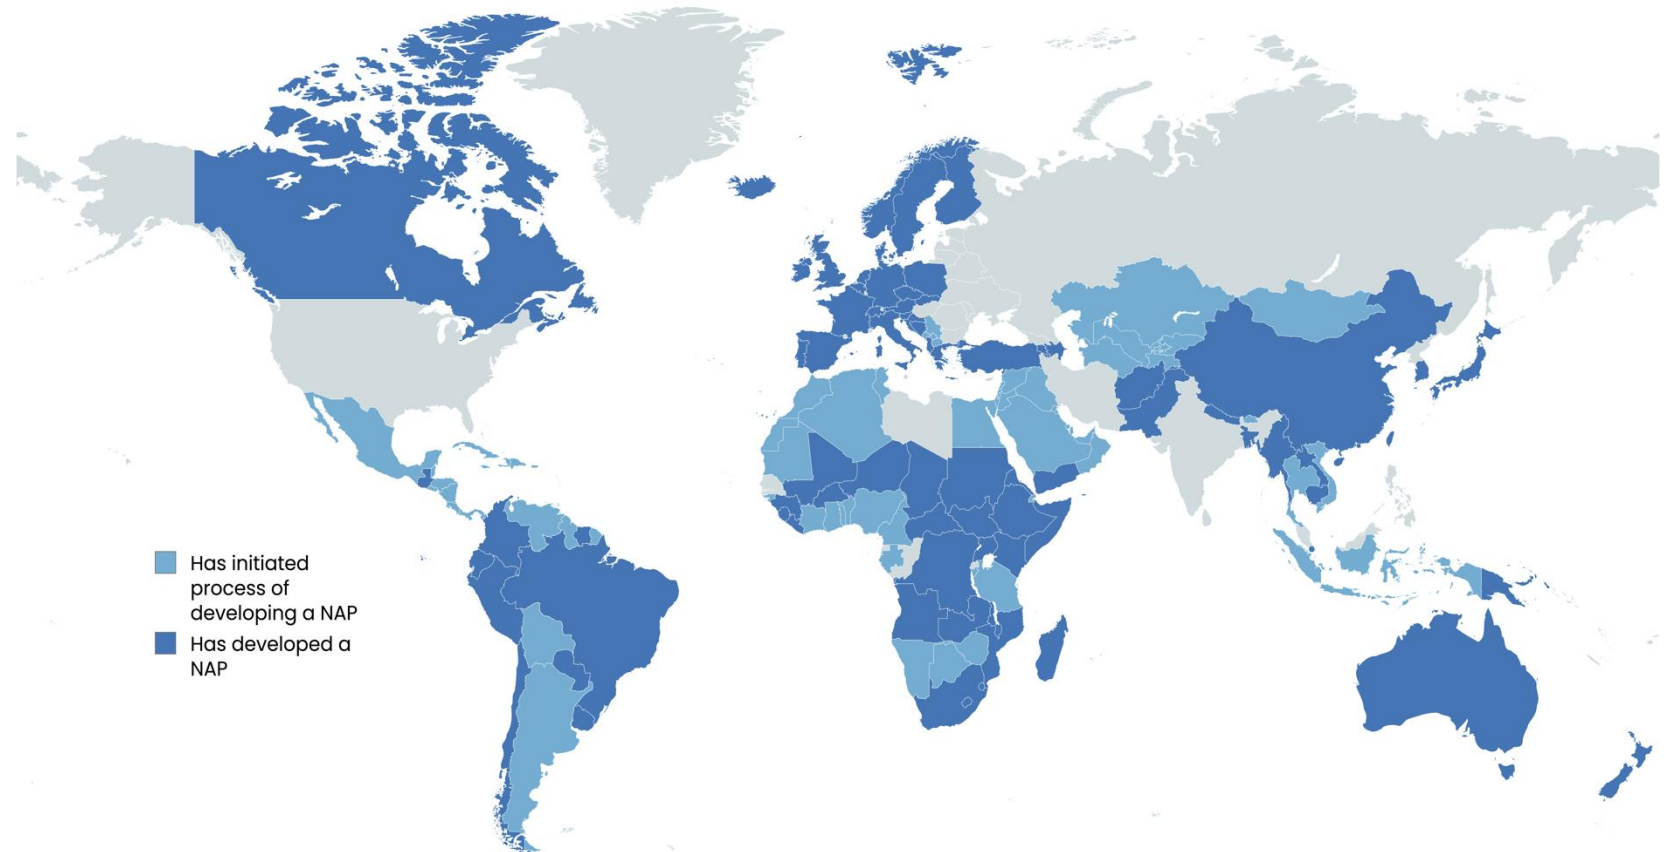 Has initiated
process of
developing a NAP
Has developed a
NAP